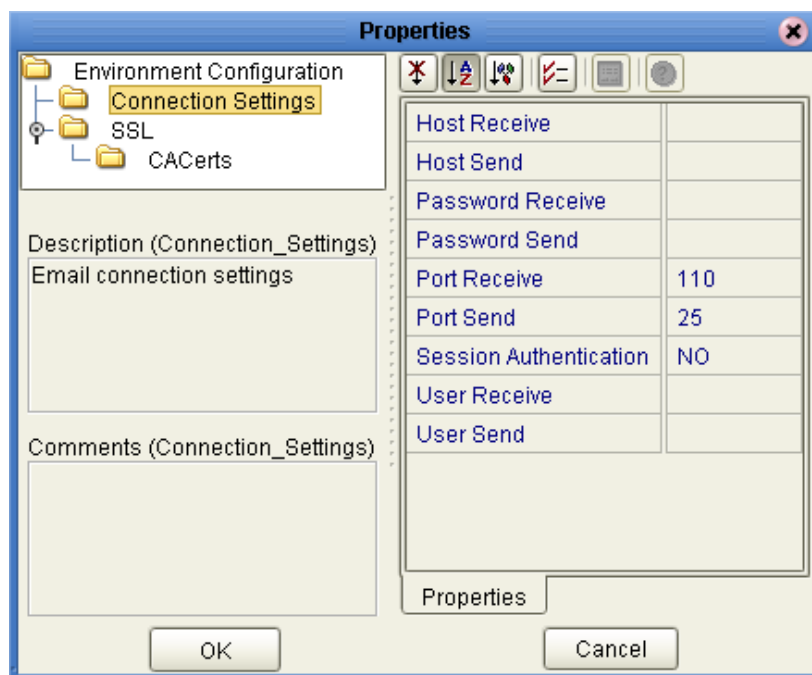 Properties
Environment Configuration
Connection Settings
SSL
CACerts
Description (Connection_Settings)
Email connection settings
Comments (Connection_Settings)
Host Receive
Host Send
Password Receive
Password Send
Port Receive 110
Port Send 25
Session Authentication NO
User Receive
User Send
Properties
OK
Cancel